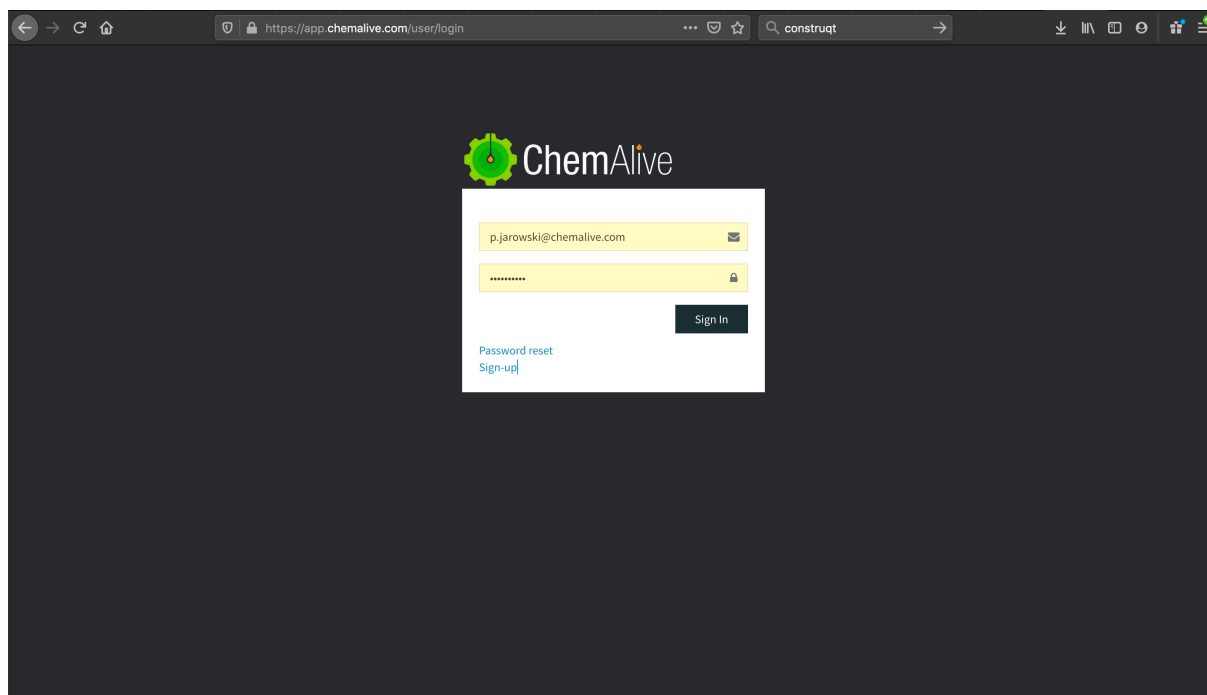 https://app.chemalive.com/user/login
construqt
ChemAlive
p.jarowski@chemalive.com
••••••••••
Sign In
Password reset
Sign-up